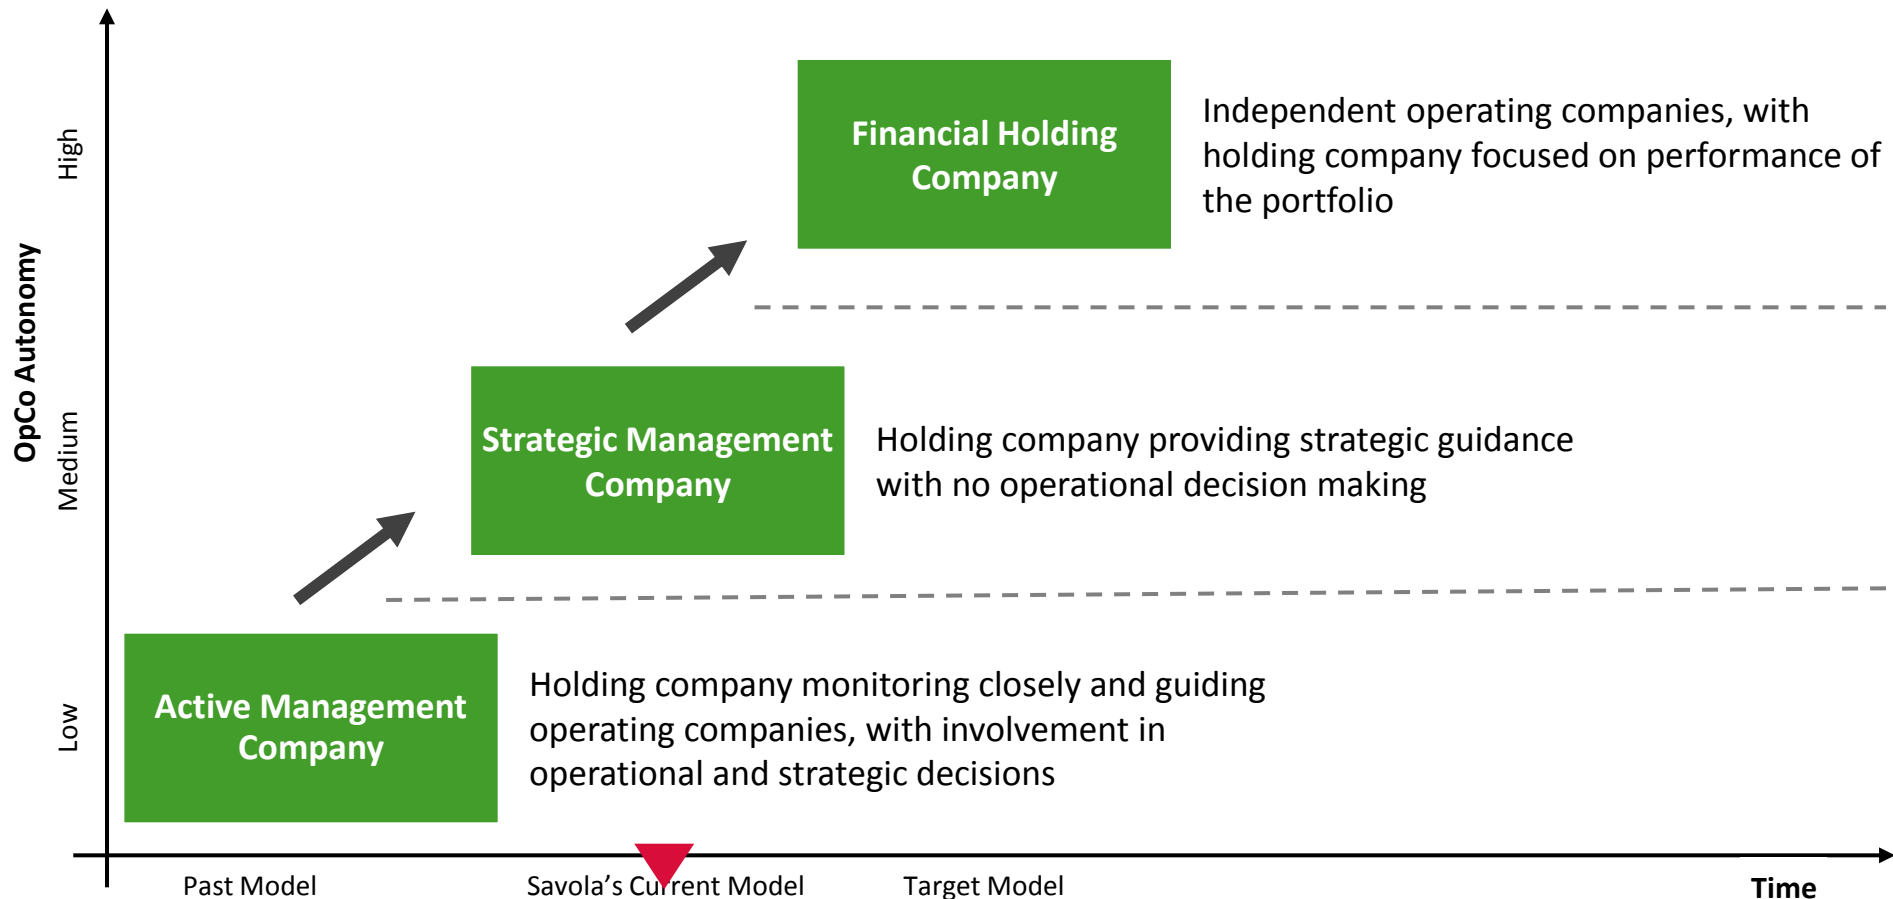 High
Financial Holding
Company
Independent operating companies, with
holding company focused on performance of
the portfolio
OpCo Autonomy
Medium
Strategic Management
Company
Holding company providing strategic guidance
with no operational decision making
Low
Active Management
Company
Holding company monitoring closely and guiding
operating companies, with involvement in
operational and strategic decisions
Past Model
Savola’s Current Model
Target Model
Time